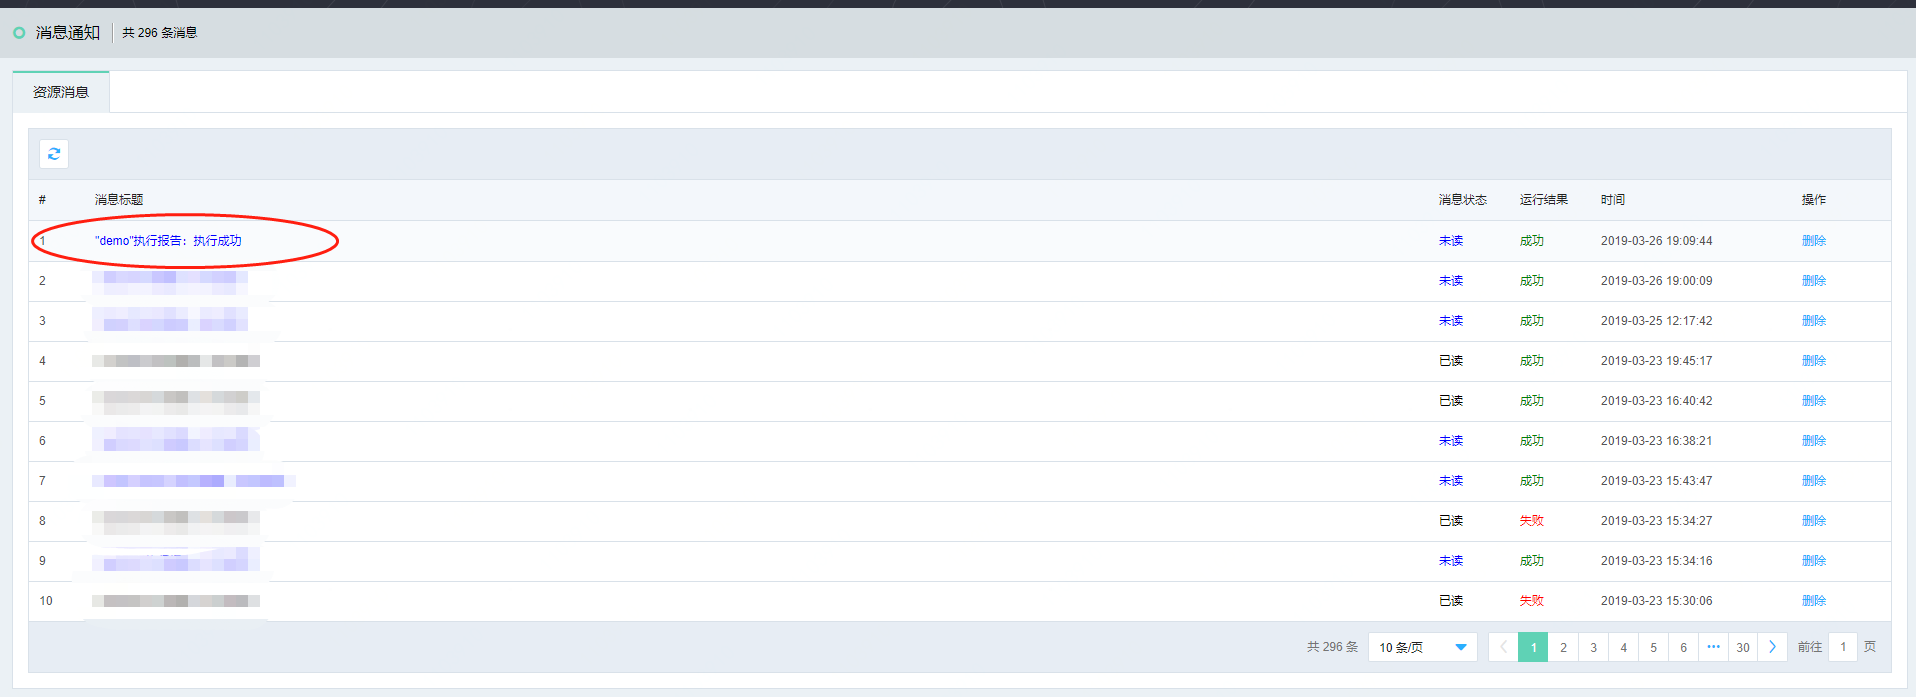 消息通知 共 296 条消息
资源消息
# 消息标题 消息状态 运行结果 时间 操作
1 "demo"执行报告：执行成功 未读 成功 2019-03-26 19:09:44 删除
2 未读 成功 2019-03-26 19:00:09 删除
3 未读 成功 2019-03-25 12:17:42 删除
4 已读 成功 2019-03-23 19:45:17 删除
5 已读 成功 2019-03-23 16:40:42 删除
6 未读 成功 2019-03-23 16:38:21 删除
7 未读 成功 2019-03-23 15:43:47 删除
8 已读 失败 2019-03-23 15:34:27 删除
9 未读 成功 2019-03-23 15:34:16 删除
10 已读 失败 2019-03-23 15:30:06 删除
共 296 条 10 条/页 1 2 3 4 5 6 ••• 30 前往 1 页